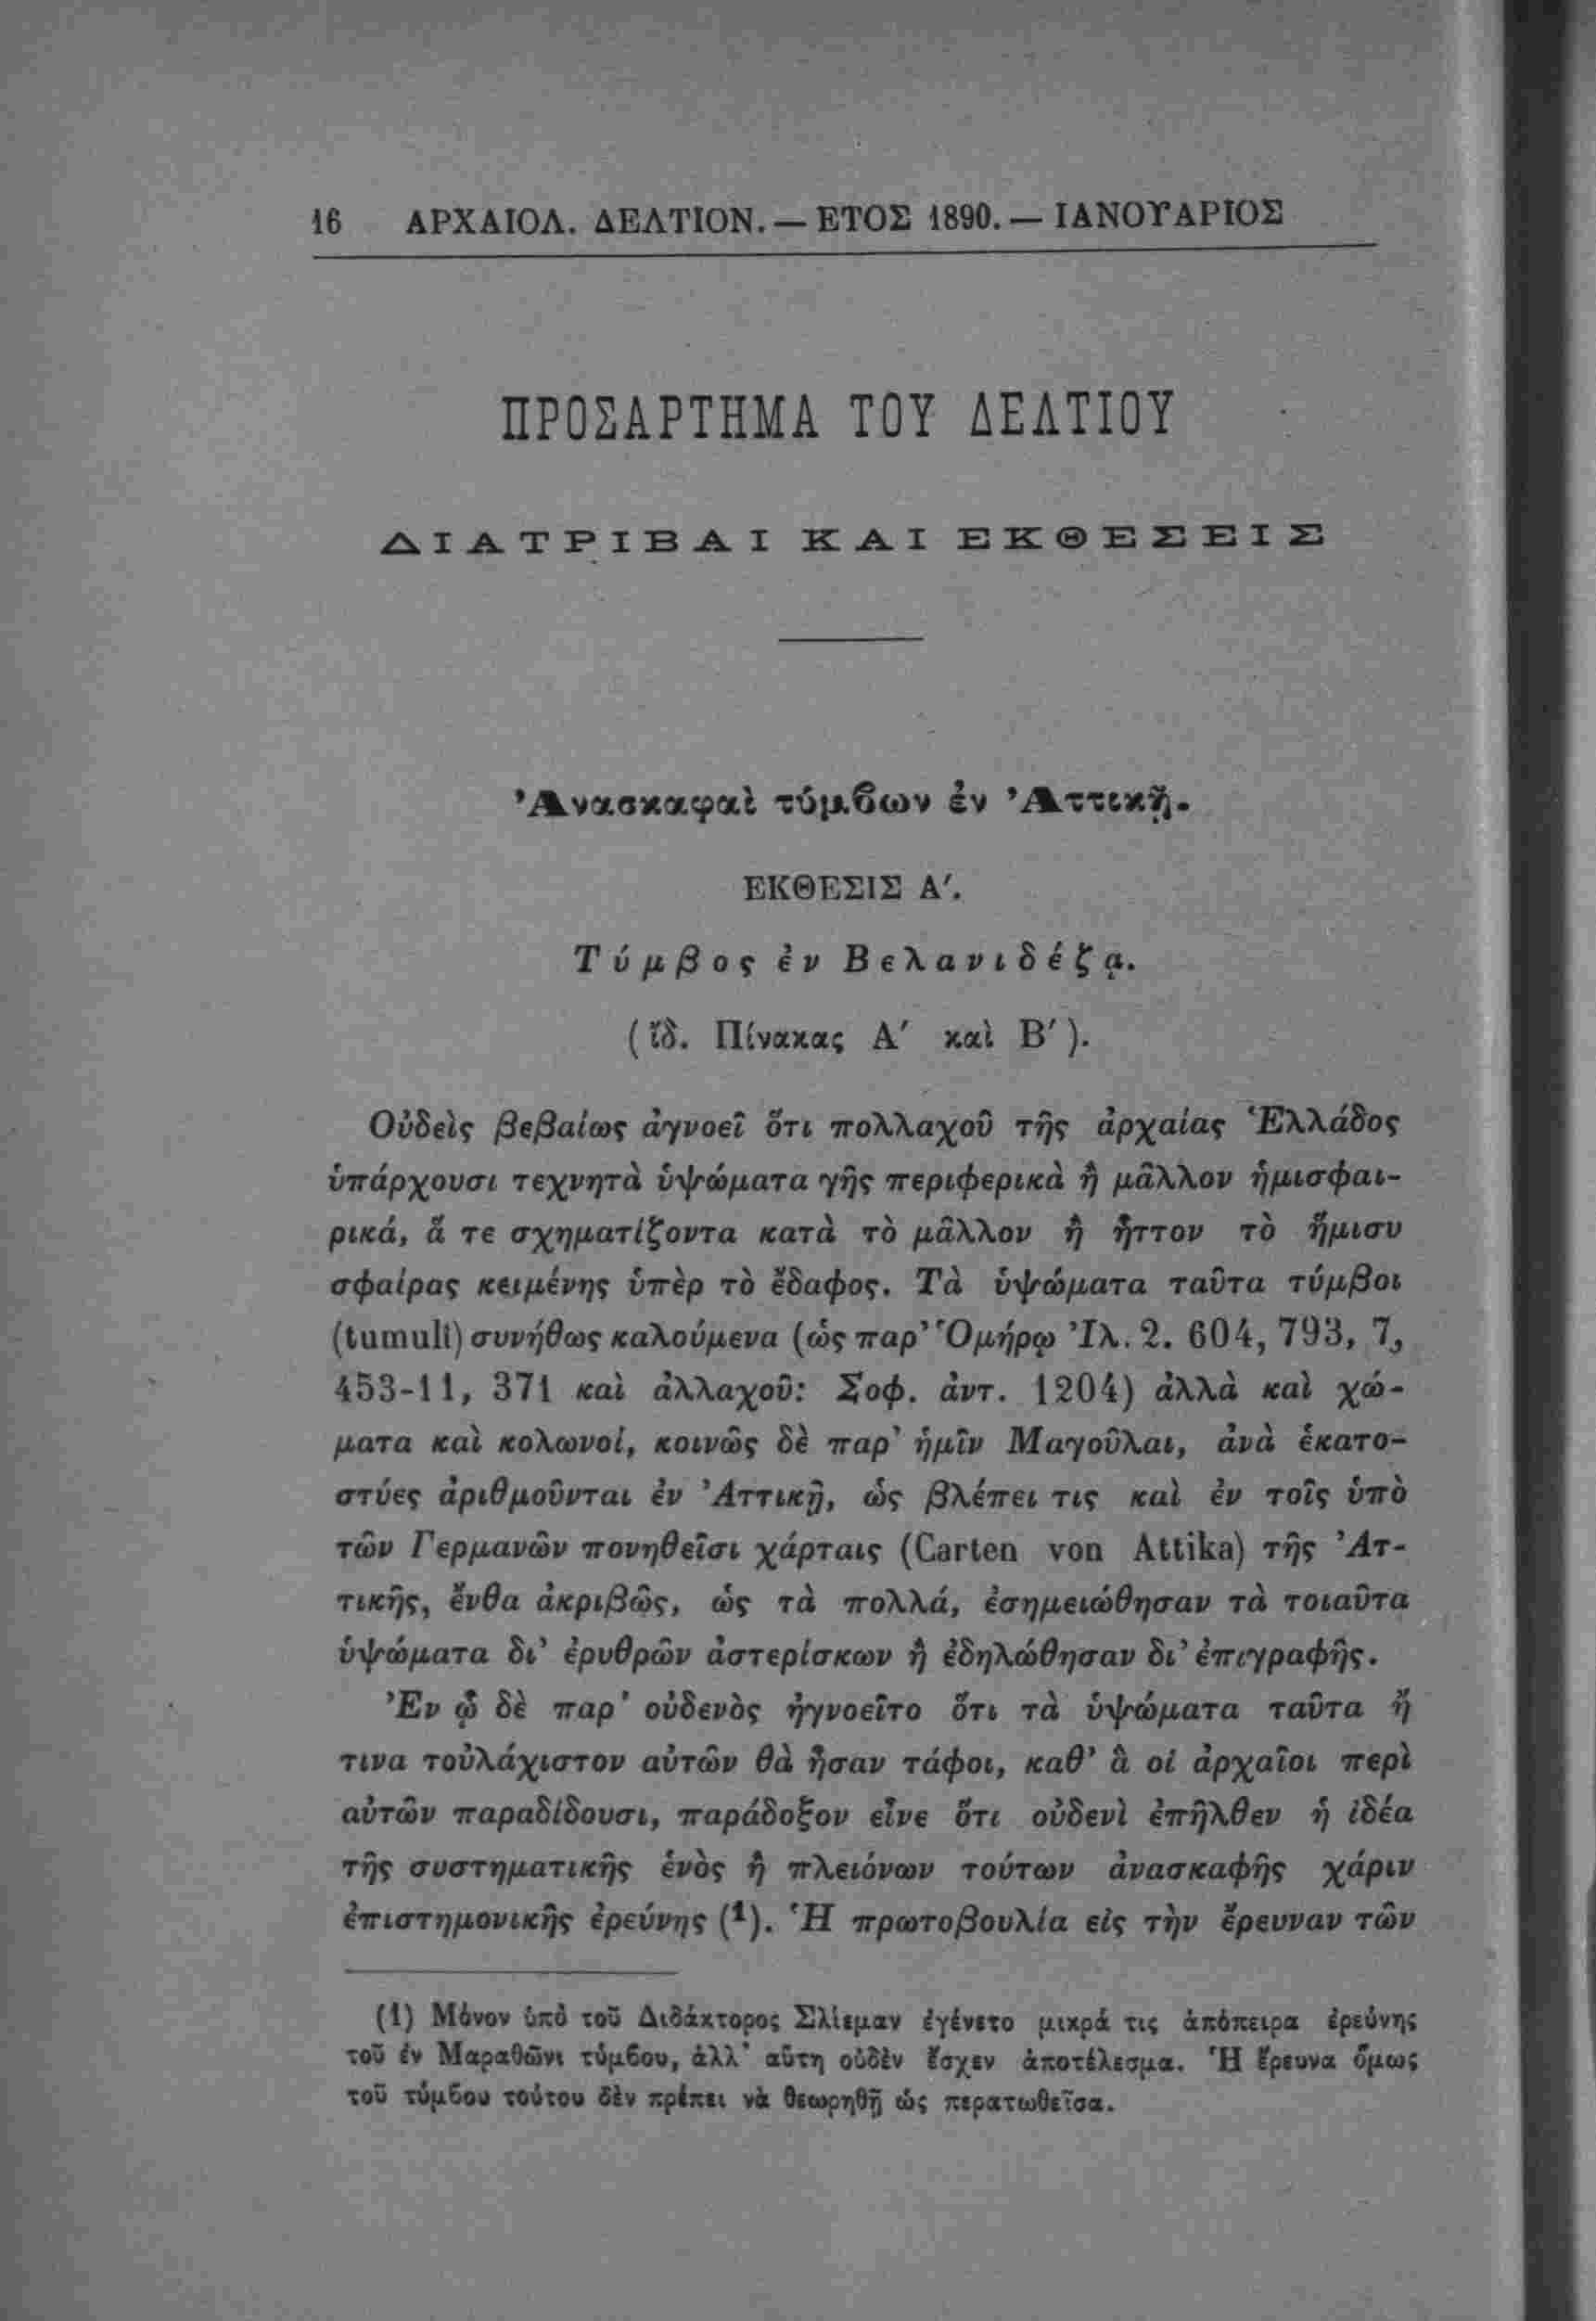 16 ΑΡΧΑΙΟΛ. ΔΕΛΤΙΟΝ. — ΕΤΟΣ 1890. — ΙΑΝΟΥΑΡΙΟΣ
ΠΡΟΣΑΡΤΗΜΑ ΤΟΥ ΔΕΛΤΙΟΥ
ΔΙΑΤΡΙΒΑΙ ΚΑΙ ΕΚΘΕΣΕΙΣ
Ἀνασκαφαὶ τύμβων ἐν Ἀττικῇ.
ΕΚΘΕΣΙΣ Α′.
Τύμβος ἐν Βελανιδέζᾳ.
(ἴδ. Πίνακας Α′ καὶ Β′).
Οὐδεὶς βεβαίως ἀγνοεῖ ὅτι πολλαχοῦ τῆς ἀρχαίας Ἑλλάδος
ὑπάρχουσι τεχνητὰ ὑψώματα γῆς περιφερικὰ ἢ μᾶλλον ἡμισφαι-
ρικά, ἅ τε σχηματίζοντα κατὰ τὸ μᾶλλον ἢ ἧττον τὸ ἥμισυ
σφαίρας κειμένης ὑπὲρ τὸ ἔδαφος. Τὰ ὑψώματα ταῦτα τύμβοι
(tumuli) συνήθως καλούμενα (ὡς παρ' Ὁμήρῳ Ἰλ. 2. 604, 793, 7,
453-11, 371 καὶ ἀλλαχοῦ: Σοφ. ἀντ. 1204) ἀλλὰ καὶ χώ-
ματα καὶ κολωνοί, κοινῶς δὲ παρ' ἡμῖν Μαγοῦλαι, ἀνὰ ἑκατο-
στύες ἀριθμοῦνται ἐν Ἀττικῇ, ὡς βλέπει τις καὶ ἐν τοῖς ὑπὸ
τῶν Γερμανῶν πονηθεῖσι χάρταις (Carten von Attika) τῆς Ἀτ-
τικῆς, ἔνθα ἀκριβῶς, ὡς τὰ πολλά, ἐσημειώθησαν τὰ τοιαῦτα
ὑψώματα δι' ἐρυθρῶν ἀστερίσκων ἢ ἐδηλώθησαν δι' ἐπιγραφῆς.
Ἐν ᾧ δὲ παρ' οὐδενὸς ἠγνοεῖτο ὅτι τὰ ὑψώματα ταῦτα ἤ
τινα τοὐλάχιστον αὐτῶν θὰ ἦσαν τάφοι, καθ' ἃ οἱ ἀρχαῖοι περὶ
αὐτῶν παραδίδουσι, παράδοξον εἶνε ὅτι οὐδενὶ ἐπῆλθεν ἡ ἰδέα
τῆς συστηματικῆς ἑνὸς ἢ πλειόνων τούτων ἀνασκαφῆς χάριν
ἐπιστημονικῆς ἐρεύνης (1). Ἡ πρωτοβουλία εἰς τὴν ἔρευναν τῶν
(1) Μόνον ὑπὸ τοῦ Διδάκτορος Σλίεμαν ἐγένετο μικρά τις ἀπόπειρα ἐρεύνης
τοῦ ἐν Μαραθῶνι τύμβου, ἀλλ' αὕτη οὐδὲν ἔσχεν ἀποτέλεσμα. Ἡ ἔρευνα ὅμως
τοῦ τύμβου τούτου δὲν πρέπει νὰ θεωρηθῇ ὡς περατωθεῖσα.